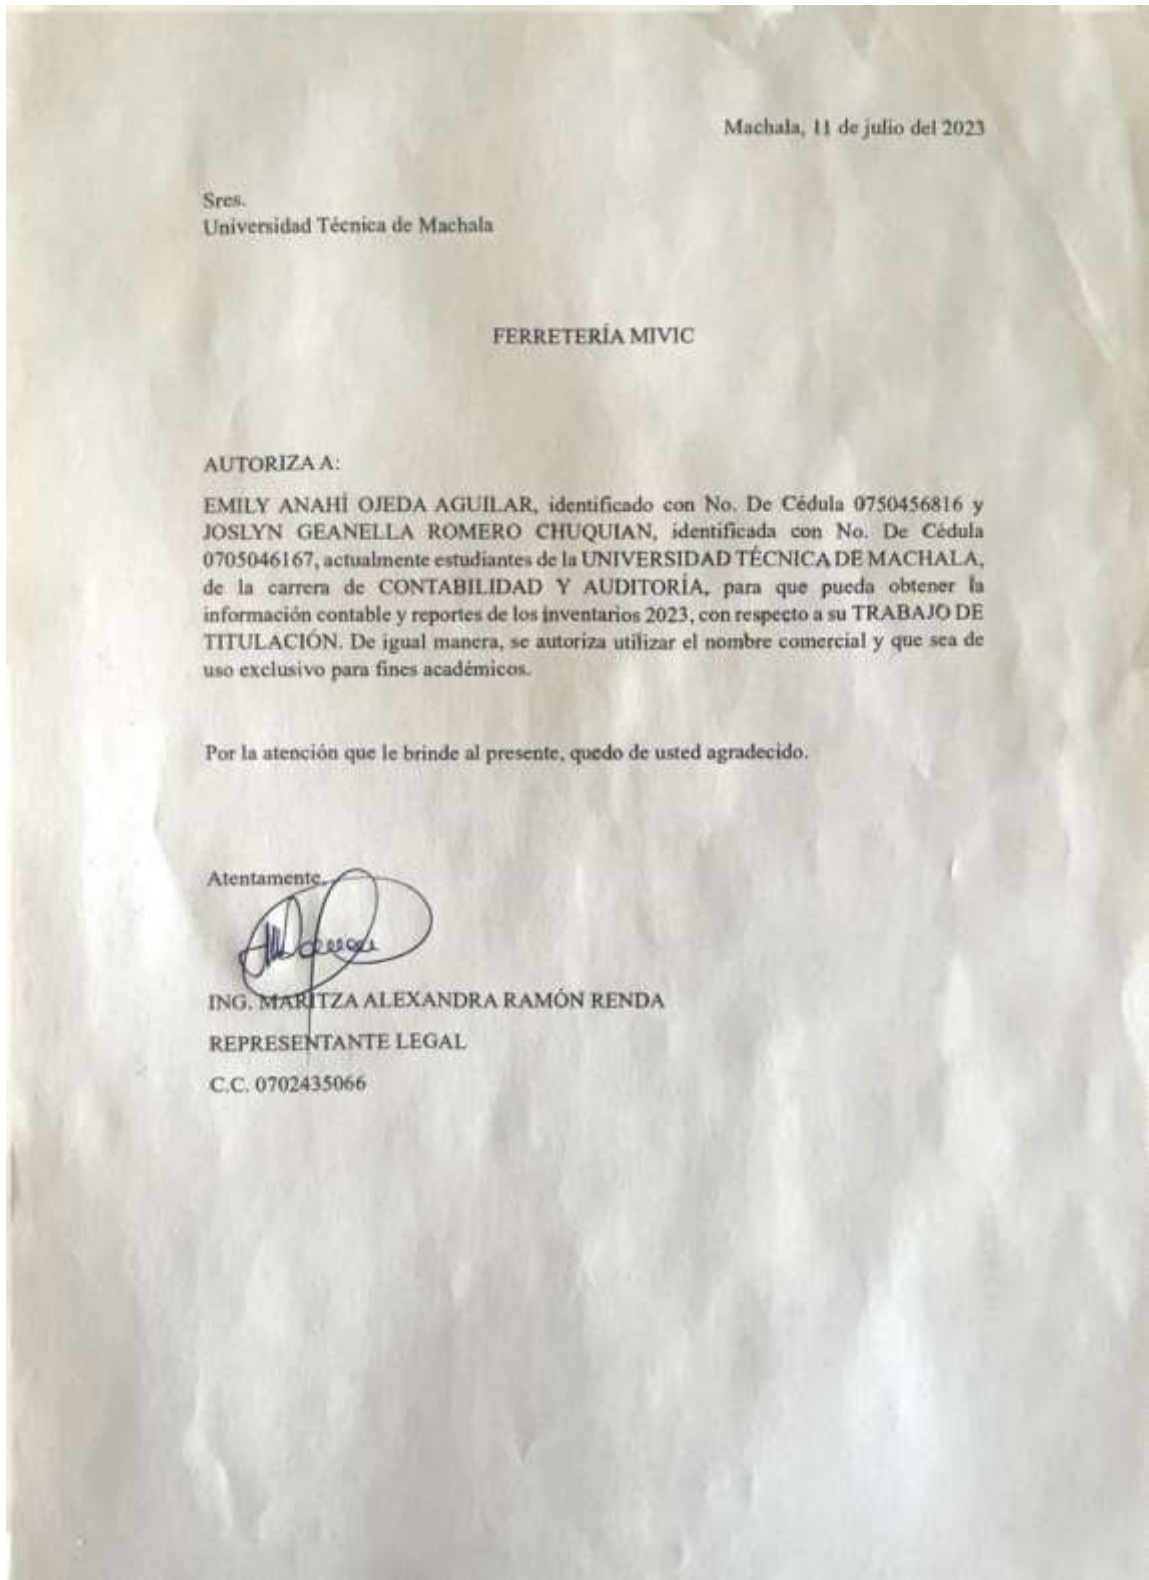 Machala, 11 de julio del 2023
Sres.
Universidad Técnica de Machala
FERRETERÍA MIVIC
AUTORIZA A:
EMILY ANAHÍ OJEDA AGUILAR, identificado con No. De Cédula 0750456816 y
JOSLYN GEANELLA ROMERO CHUQUIAN, identificada con No. De Cédula
0705046167, actualmente estudiantes de la UNIVERSIDAD TÉCNICA DE MACHALA,
de la carrera de CONTABILIDAD Y AUDITORÍA, para que pueda obtener la
información contable y reportes de los inventarios 2023, con respecto a su TRABAJO DE
TITULACIÓN. De igual manera, se autoriza utilizar el nombre comercial y que sea de
uso exclusivo para fines académicos.
Por la atención que le brinde al presente, quedo de usted agradecido.
Atentamente,
ING. MARITZA ALEXANDRA RAMÓN RENDA
REPRESENTANTE LEGAL
C.C. 0702435066